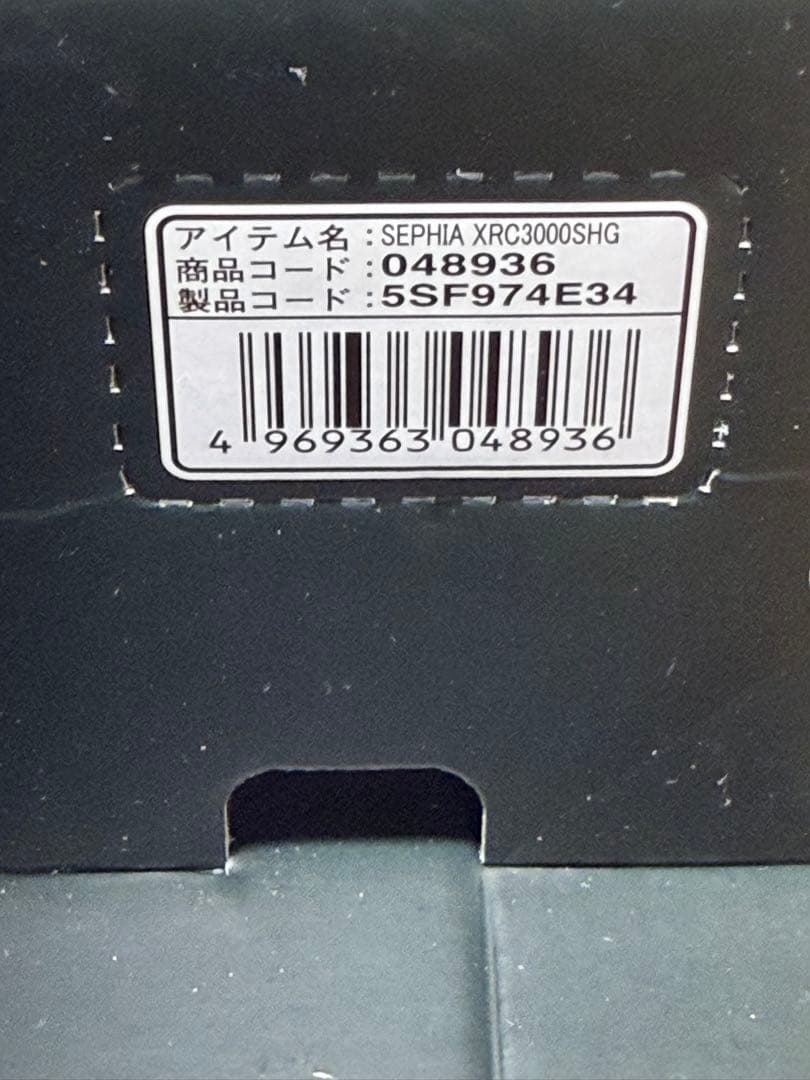 アイテム名:SEPHIA XRC3000SHG
商品コード:048936
製品コード:5SF974E34
4 969363 048936